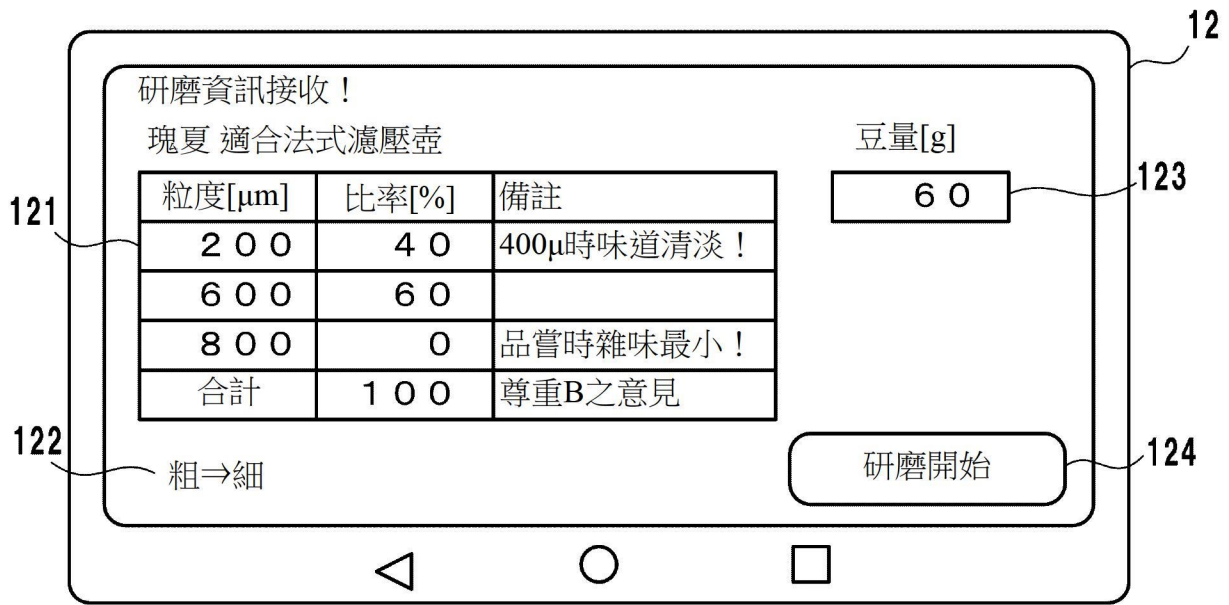 12
研磨資訊接收！
瑰夏 適合法式濾壓壺
豆量[g]
６０
123
121
粒度[μm] 比率[%] 備註
２００ ４０ 400μ時味道清淡！
６００ ６０
８００ ０ 品嘗時雜味最小！
合計 １００ 尊重B之意見
122
粗⇒細
研磨開始
124